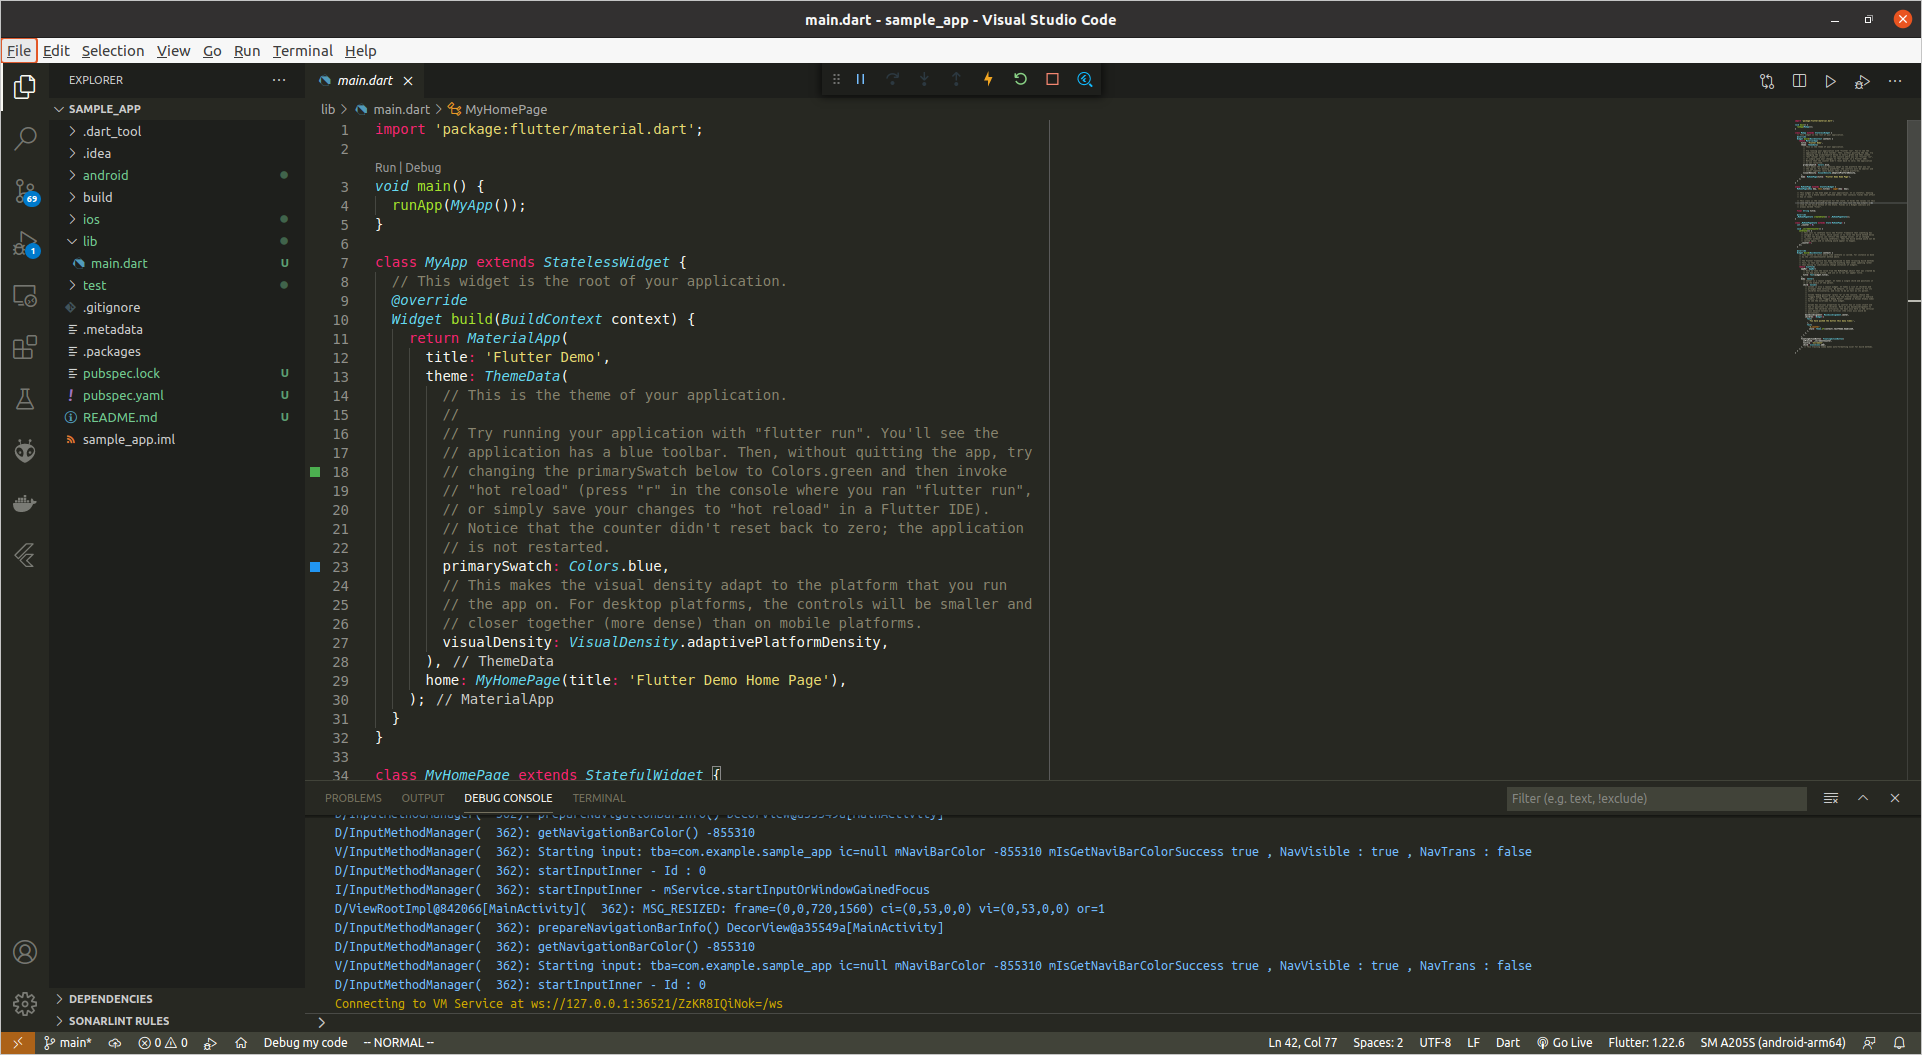 main.dart - sample_app - Visual Studio Code
File Edit Selection View Go Run Terminal Help
EXPLORER
SAMPLE_APP
.dart_tool
.idea
android
build
ios
lib
main.dart U
test
.gitignore
.metadata
.packages
pubspec.lock U
pubspec.yaml U
README.md U
sample_app.iml
DEPENDENCIES
SONARLINT RULES
69
1
main.dart
lib > main.dart > MyHomePage
1 import 'package:flutter/material.dart';
2
Run | Debug
3 void main() {
4 runApp(MyApp());
5 }
6
7 class MyApp extends StatelessWidget {
8 // This widget is the root of your application.
9 @override
10 Widget build(BuildContext context) {
11 return MaterialApp(
12 title: 'Flutter Demo',
13 theme: ThemeData(
14 // This is the theme of your application.
15 //
16 // Try running your application with "flutter run". You'll see the
17 // application has a blue toolbar. Then, without quitting the app, try
18 // changing the primarySwatch below to Colors.green and then invoke
19 // "hot reload" (press "r" in the console where you ran "flutter run",
20 // or simply save your changes to "hot reload" in a Flutter IDE).
21 // Notice that the counter didn't reset back to zero; the application
22 // is not restarted.
23 primarySwatch: Colors.blue,
24 // This makes the visual density adapt to the platform that you run
25 // the app on. For desktop platforms, the controls will be smaller and
26 // closer together (more dense) than on mobile platforms.
27 visualDensity: VisualDensity.adaptivePlatformDensity,
28 ), // ThemeData
29 home: MyHomePage(title: 'Flutter Demo Home Page'),
30 ); // MaterialApp
31 }
32 }
33
34 class MyHomePage extends StatefulWidget {
PROBLEMS OUTPUT DEBUG CONSOLE TERMINAL Filter (e.g. text, !exclude)
D/InputMethodManager( 362): prepareNavigationBarInfo() DecorView@a35549a[MainActivity]
D/InputMethodManager( 362): getNavigationBarColor() -855310
V/InputMethodManager( 362): Starting input: tba=com.example.sample_app ic=null mNaviBarColor -855310 mIsGetNaviBarColorSuccess true , NavVisible : true , NavTrans : false
D/InputMethodManager( 362): startInputInner - Id : 0
I/InputMethodManager( 362): startInputInner - mService.startInputOrWindowGainedFocus
D/ViewRootImpl@842066[MainActivity]( 362): MSG_RESIZED: frame=(0,0,720,1560) ci=(0,53,0,0) vi=(0,53,0,0) or=1
D/InputMethodManager( 362): prepareNavigationBarInfo() DecorView@a35549a[MainActivity]
D/InputMethodManager( 362): getNavigationBarColor() -855310
V/InputMethodManager( 362): Starting input: tba=com.example.sample_app ic=null mNaviBarColor -855310 mIsGetNaviBarColorSuccess true , NavVisible : true , NavTrans : false
D/InputMethodManager( 362): startInputInner - Id : 0
Connecting to VM Service at ws://127.0.0.1:36521/ZzKR8IQiNok=/ws
>
main* 0 0 Debug my code -- NORMAL -- Ln 42, Col 77 Spaces: 2 UTF-8 LF Dart Go Live Flutter: 1.22.6 SM A205S (android-arm64)